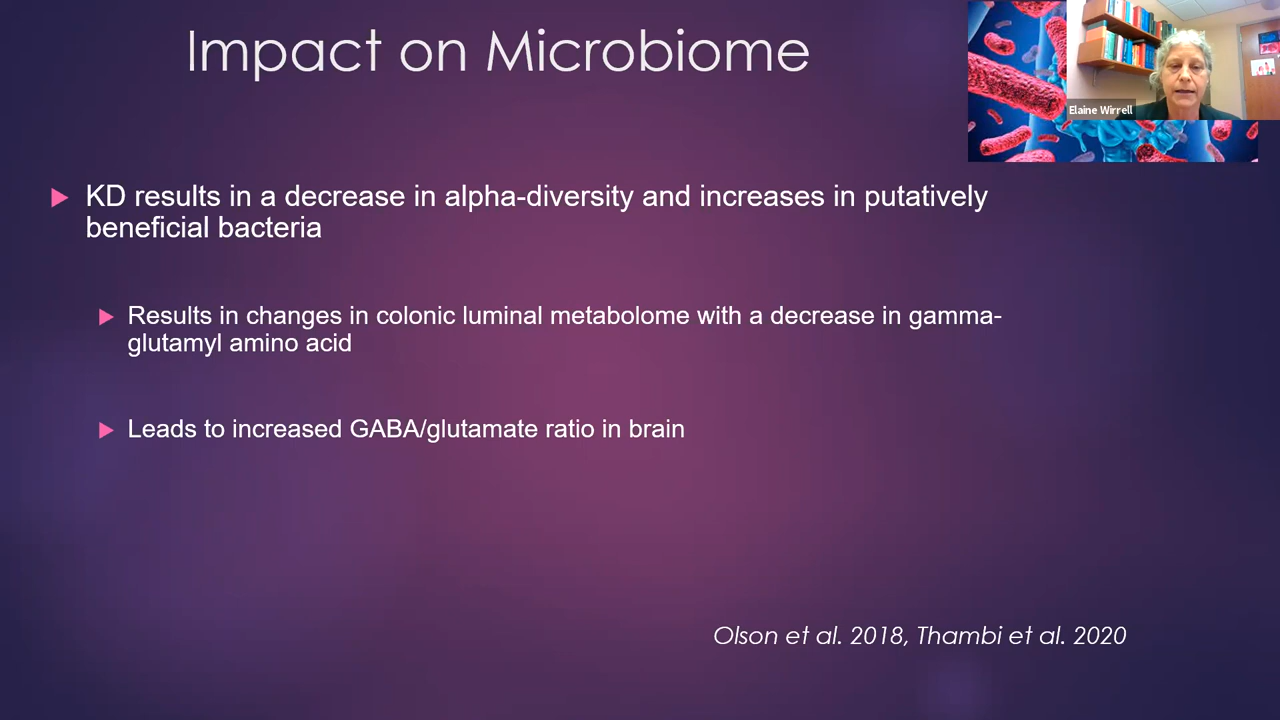 Impact on Microbiome
Elaine Wirrell
KD results in a decrease in alpha-diversity and increases in putatively
beneficial bacteria
Results in changes in colonic luminal metabolome with a decrease in gamma-
glutamyl amino acid
Leads to increased GABA/glutamate ratio in brain
Olson et al. 2018, Thambi et al. 2020